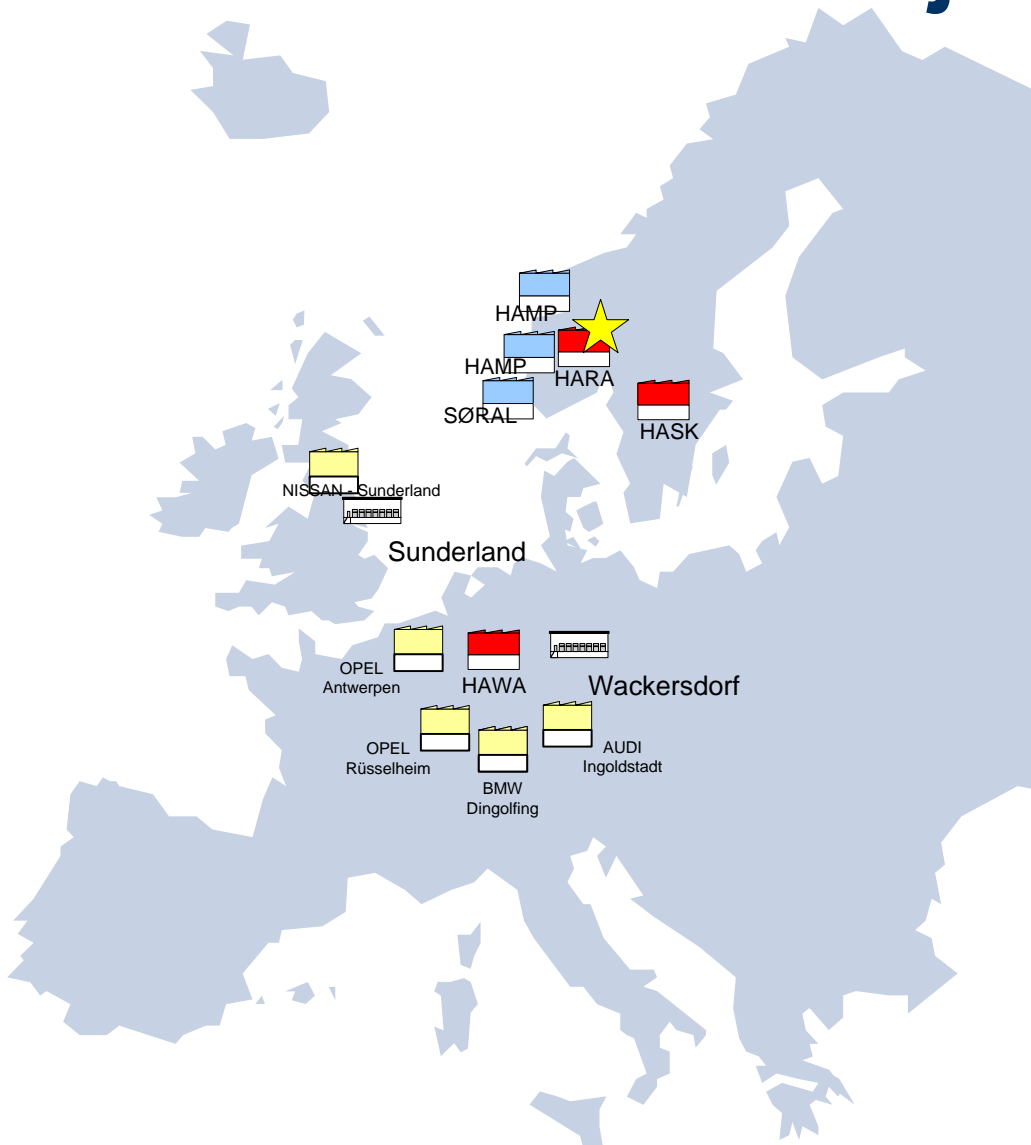 HAMP
HAMP
HARA
SØRAL
HASK
NISSAN - Sunderland
Sunderland
OPEL
Antwerpen
HAWA
Wackersdorf
OPEL
Rüsselheim
AUDI
Ingoldstadt
BMW
Dingolfing